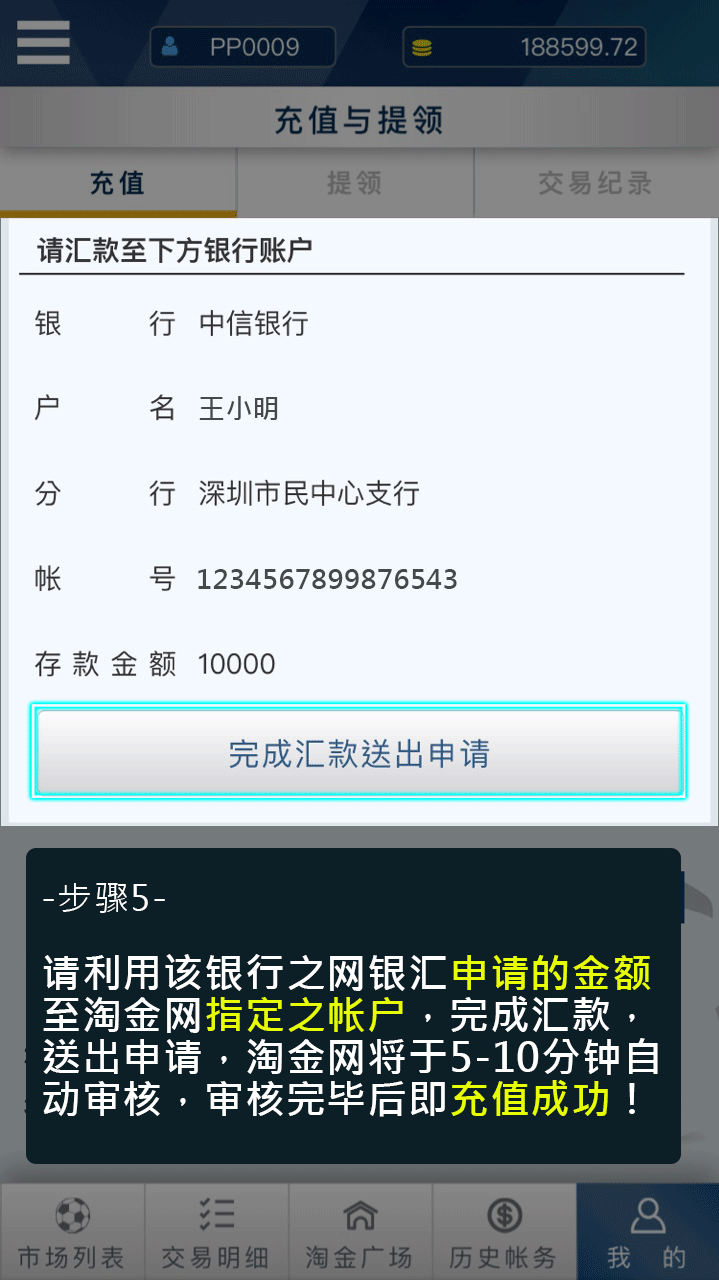 PP0009 188599.72
充值与提领
充值 提领 交易纪录
请汇款至下方银行账户
银行 中信银行
户名 王小明
分行 深圳市民中心支行
帐号 1234567899876543
存款金额 10000
完成汇款送出申请
-步骤5-
请利用该银行之网银汇申请的金额
至淘金网指定之帐户，完成汇款，
送出申请，淘金网将于5-10分钟自
动审核，审核完毕后即充值成功！
市场列表 交易明细 淘金广场 历史帐务 我的